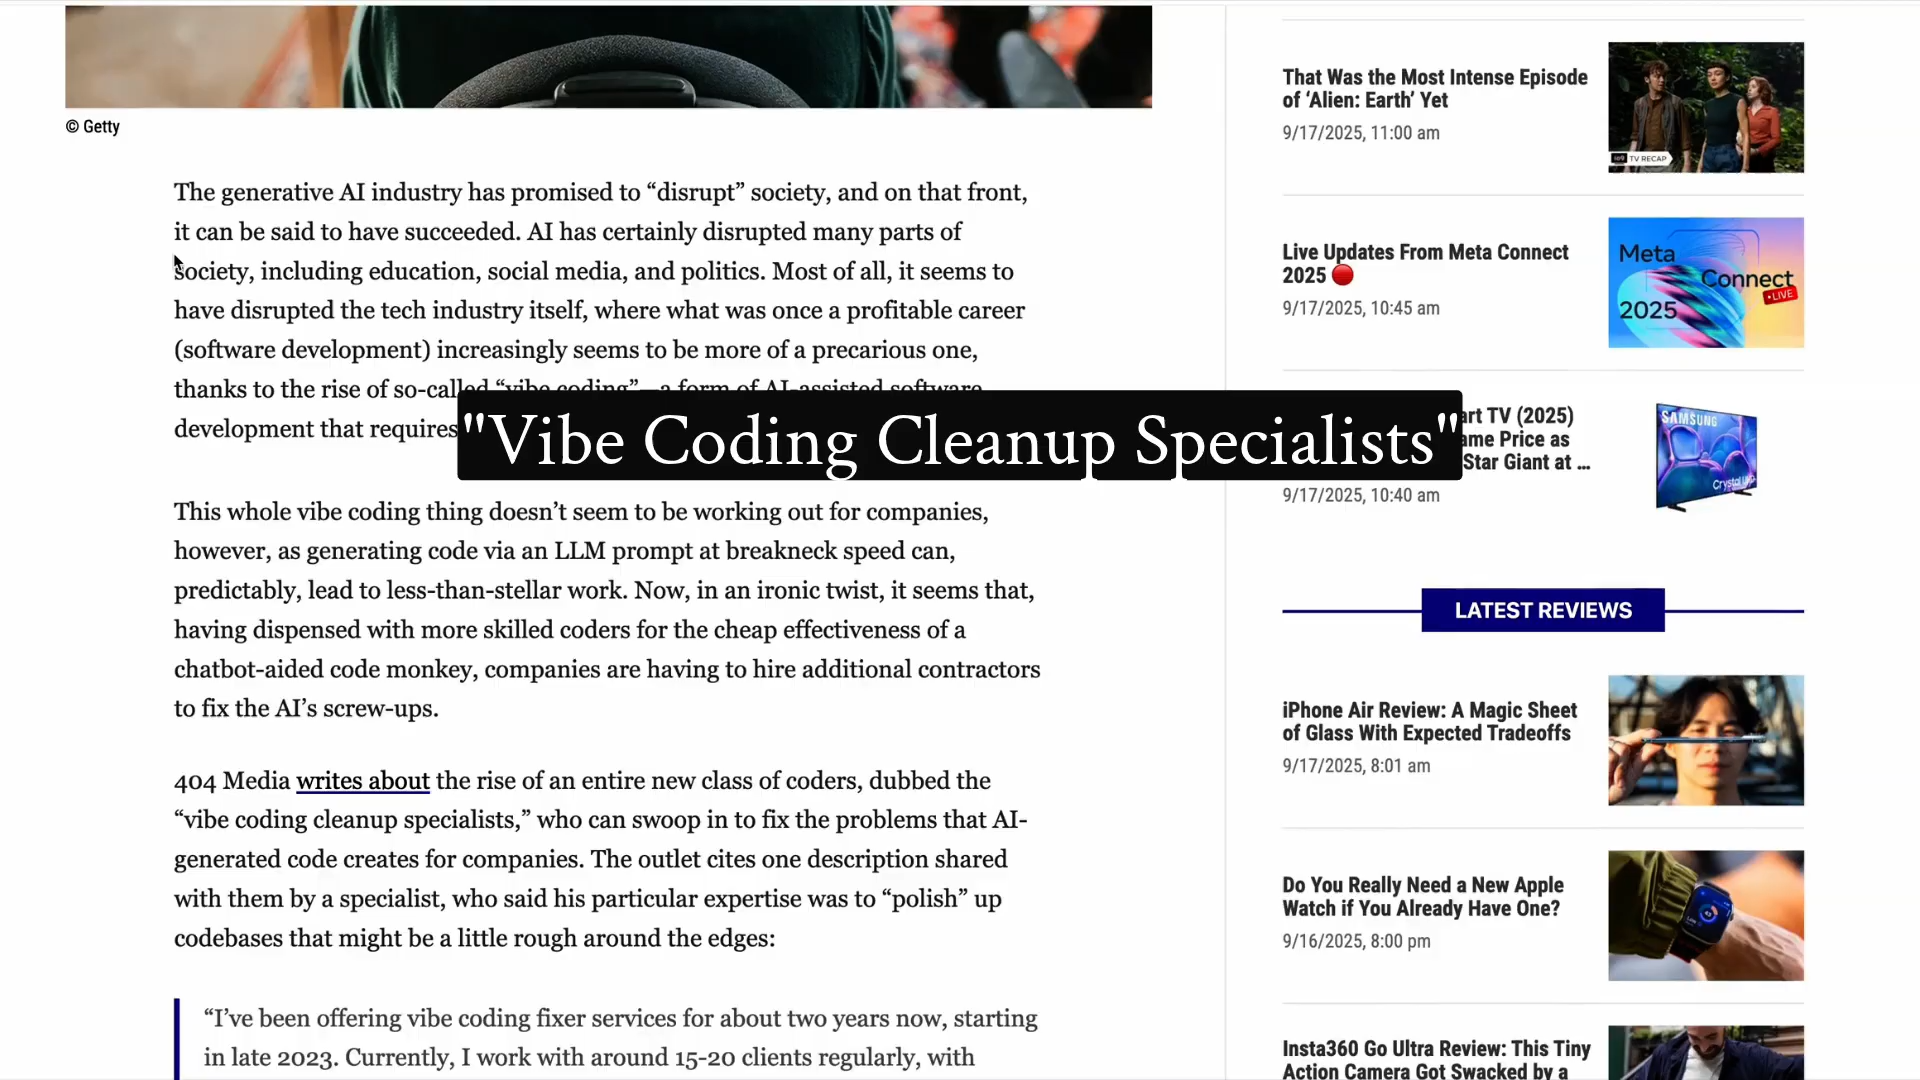 © Getty
The generative AI industry has promised to “disrupt” society, and on that front,
it can be said to have succeeded. AI has certainly disrupted many parts of
society, including education, social media, and politics. Most of all, it seems to
have disrupted the tech industry itself, where what was once a profitable career
(software development) increasingly seems to be more of a precarious one,
thanks to the rise of so-called “vibe coding”—a form of AI-assisted software
development that requires
"Vibe Coding Cleanup Specialists"
This whole vibe coding thing doesn’t seem to be working out for companies,
however, as generating code via an LLM prompt at breakneck speed can,
predictably, lead to less-than-stellar work. Now, in an ironic twist, it seems that,
having dispensed with more skilled coders for the cheap effectiveness of a
chatbot-aided code monkey, companies are having to hire additional contractors
to fix the AI’s screw-ups.
404 Media writes about the rise of an entire new class of coders, dubbed the
“vibe coding cleanup specialists,” who can swoop in to fix the problems that AI-
generated code creates for companies. The outlet cites one description shared
with them by a specialist, who said his particular expertise was to “polish” up
codebases that might be a little rough around the edges:
“I’ve been offering vibe coding fixer services for about two years now, starting
in late 2023. Currently, I work with around 15-20 clients regularly, with
That Was the Most Intense Episode
of ‘Alien: Earth’ Yet
9/17/2025, 11:00 am
io9 TV RECAP
Live Updates From Meta Connect
2025
9/17/2025, 10:45 am
Meta
Connect
• LIVE
2025
TV (2025)
Price as
Star Giant at ...
9/17/2025, 10:40 am
SAMSUNG
Crystal UHD
LATEST REVIEWS
iPhone Air Review: A Magic Sheet
of Glass With Expected Tradeoffs
9/17/2025, 8:01 am
Do You Really Need a New Apple
Watch if You Already Have One?
9/16/2025, 8:00 pm
Insta360 Go Ultra Review: This Tiny
Action Camera Got Swacked by a